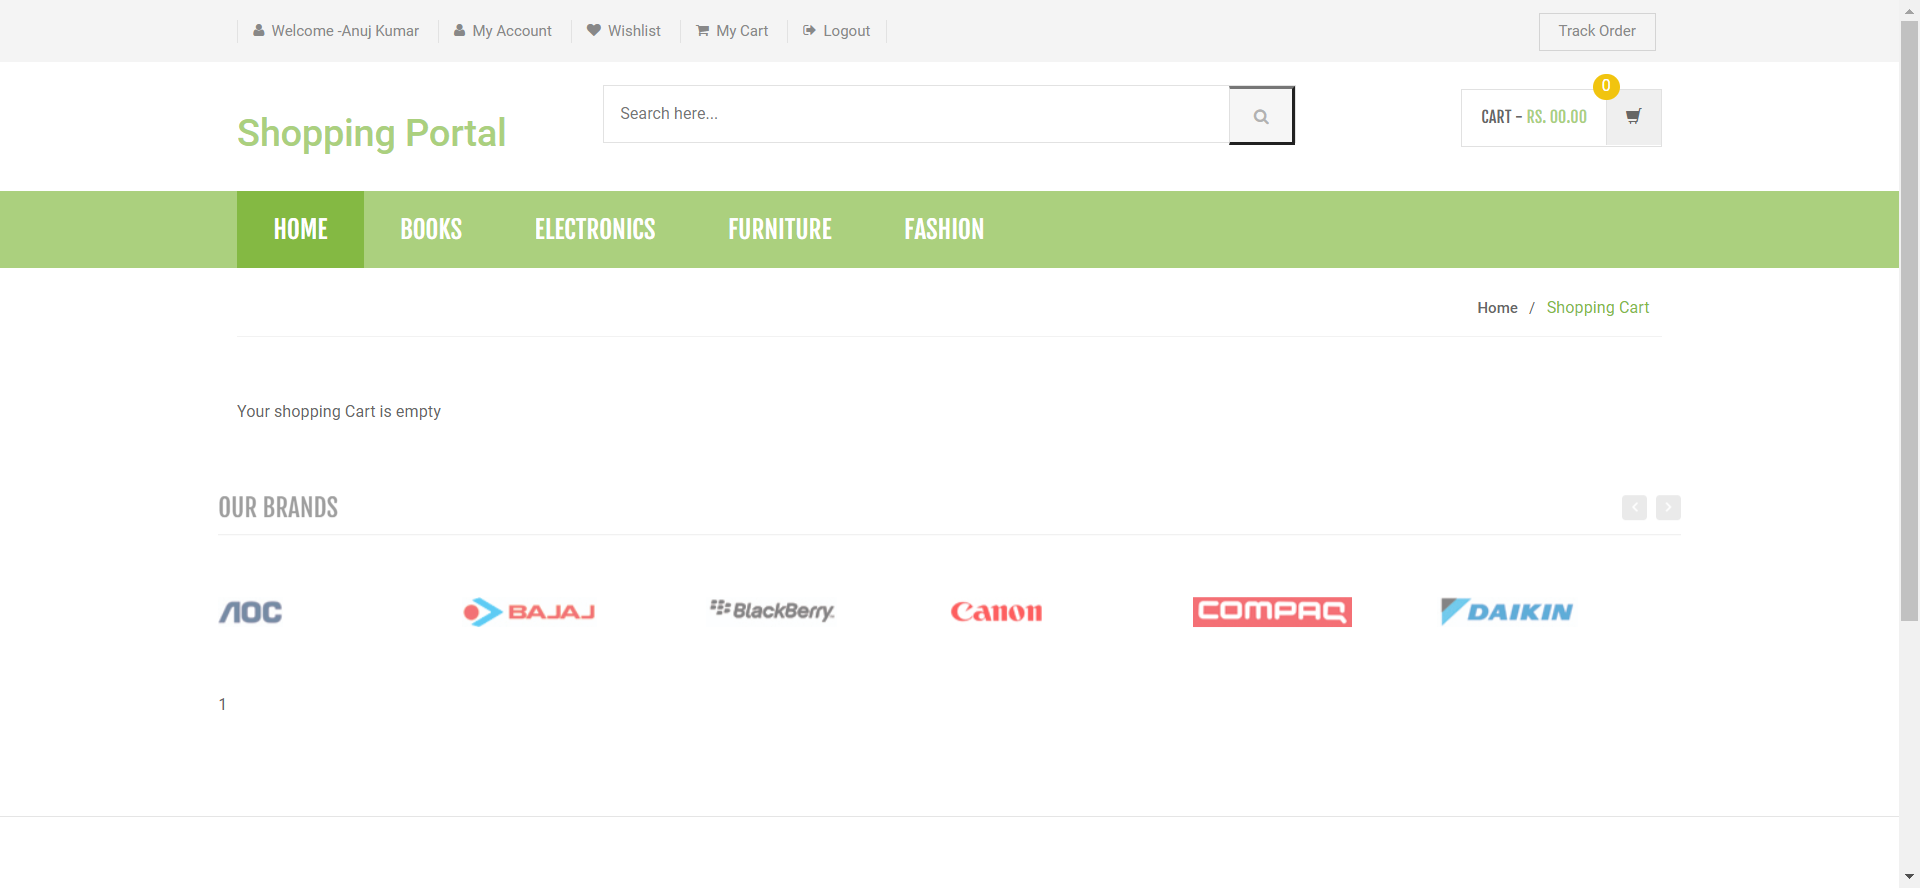 Welcome -Anuj Kumar
My Account
Wishlist
My Cart
Logout
Track Order
Shopping Portal
Search here...
CART - RS. 00.00
0
HOME
BOOKS
ELECTRONICS
FURNITURE
FASHION
Home / Shopping Cart
Your shopping Cart is empty
OUR BRANDS
AOC
BAJAJ
BlackBerry.
Canon
COMPAQ
DAIKIN
1